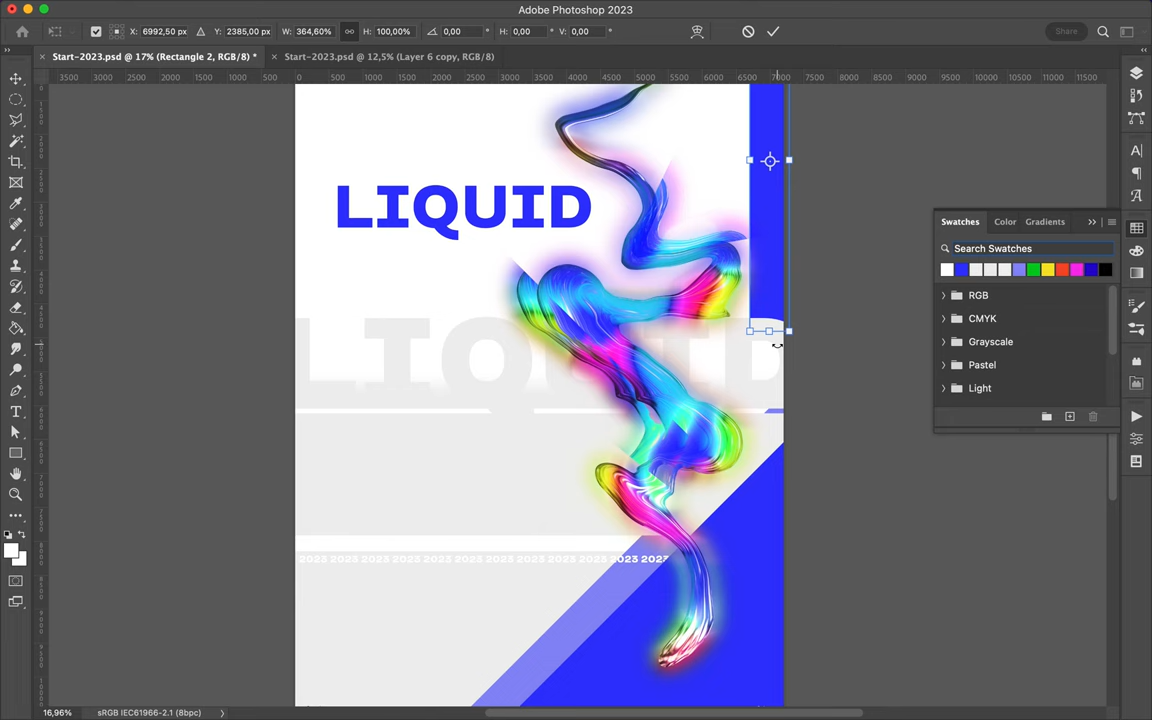 Adobe Photoshop 2023
X: 6992,50 px Y: 2385,00 px W: 364,60% H: 100,00% 0,00 ° H: 0,00 ° V: 0,00 ° Share
Start-2023.psd @ 17% (Rectangle 2, RGB/8) * Start-2023.psd @ 12,5% (Layer 6 copy, RGB/8)
3500 3000 2500 2000 1500 1000 500 0 500 1000 1500 2000 2500 3000 3500 4000 4500 5000 5500 6000 6500 7000 7500 8000 8500 9000 9500 10000 10500 11000 11500
LIQUID
Swatches Color Gradients
Search Swatches
RGB
CMYK
Grayscale
Pastel
Light
LIQUID
2023 2023 2023 2023 2023 2023 2023 2023 2023 2023 2023 2023
16,96% sRGB IEC61966-2.1 (8bpc)